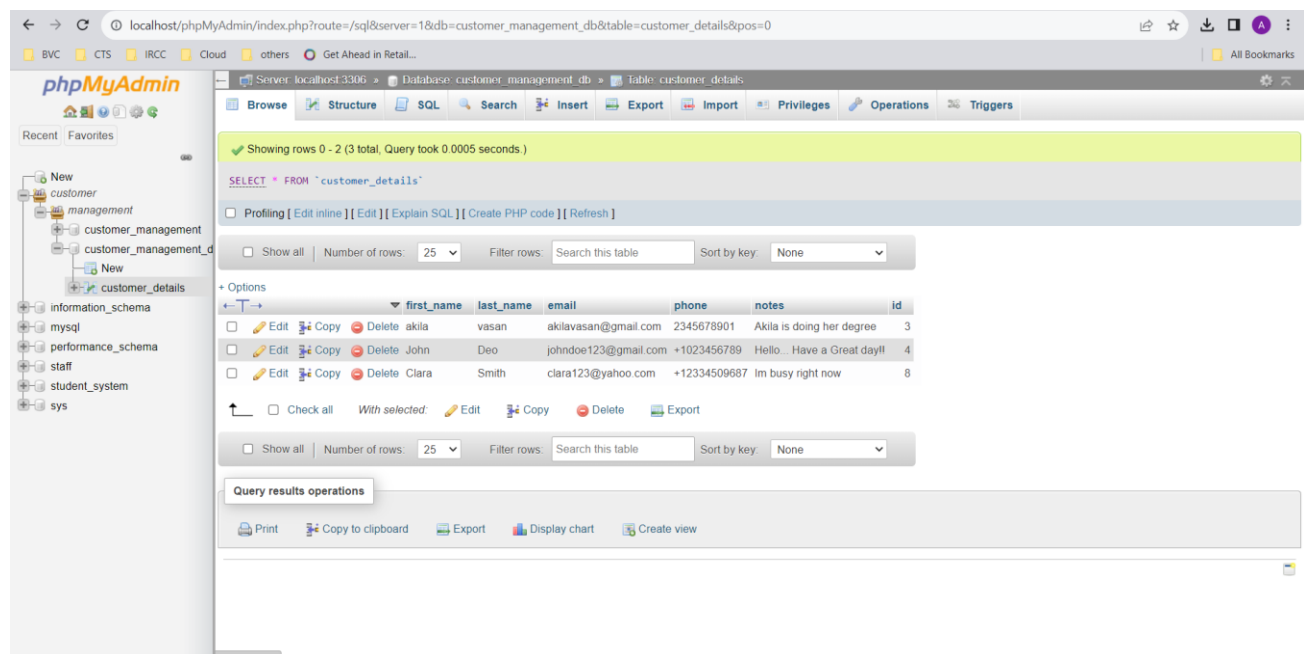 localhost/phpMyAdmin/index.php?route=/sql&server=1&db=customer_management_db&table=customer_details&pos=0
A
BVC CTS IRCC Cloud others Get Ahead in Retail... All Bookmarks
phpMyAdmin
Recent Favorites
New
customer
management
customer_management
customer_management_d
New
customer_details
information_schema
mysql
performance_schema
staff
student_system
sys
Server: localhost:3306 » Database: customer_management_db » Table: customer_details
Browse Structure SQL Search Insert Export Import Privileges Operations Triggers
Showing rows 0 - 2 (3 total, Query took 0.0005 seconds.)
SELECT * FROM `customer_details`
Profiling [ Edit inline ] [ Edit ] [ Explain SQL ] [ Create PHP code ] [ Refresh ]
Show all | Number of rows: 25 Filter rows: Search this table Sort by key: None
+ Options
←T→ first_name last_name email phone notes id
Edit Copy Delete akila vasan akilavasan@gmail.com 2345678901 Akila is doing her degree 3
Edit Copy Delete John Deo johndoe123@gmail.com +1023456789 Hello... Have a Great day!! 4
Edit Copy Delete Clara Smith clara123@yahoo.com +12334509687 Im busy right now 8
Check all With selected: Edit Copy Delete Export
Show all | Number of rows: 25 Filter rows: Search this table Sort by key: None
Query results operations
Print Copy to clipboard Export Display chart Create view